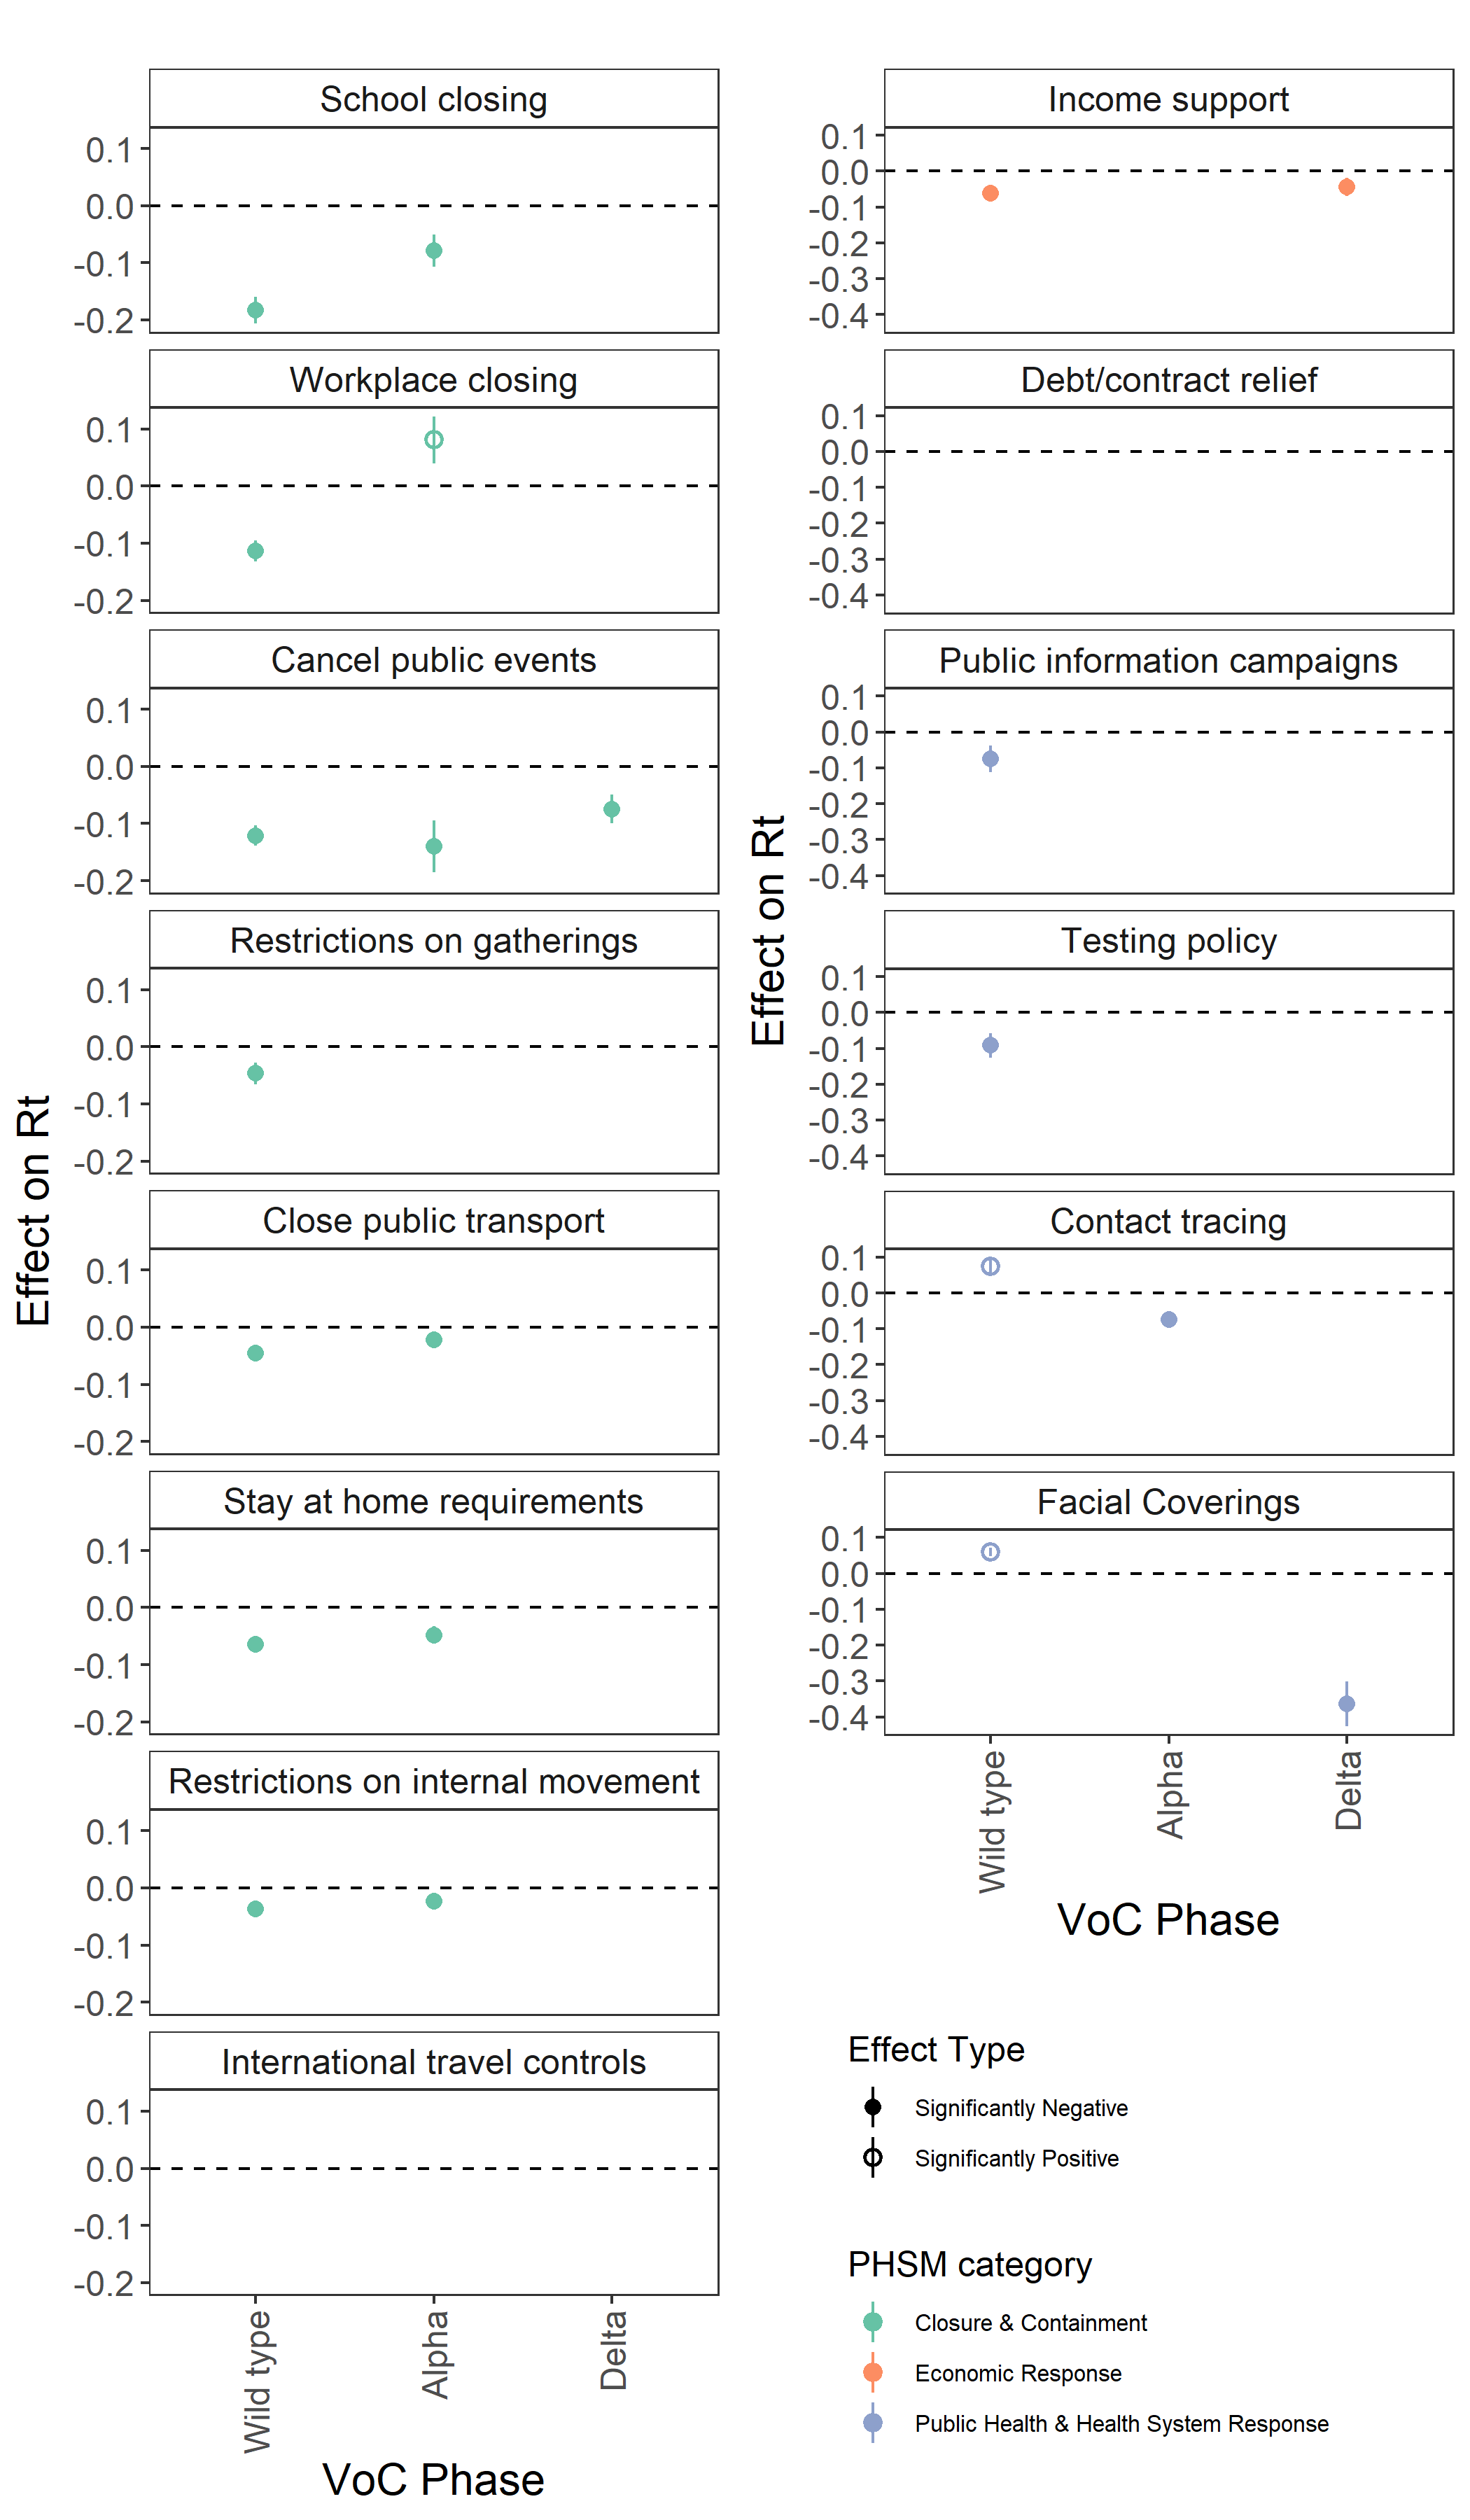 School closing
0.1
0.0
-0.1
-0.2
Workplace closing
0.1
0.0
-0.1
-0.2
Cancel public events
0.1
0.0
-0.1
-0.2
Restrictions on gatherings
0.1
0.0
-0.1
-0.2
Close public transport
0.1
0.0
-0.1
-0.2
Stay at home requirements
0.1
0.0
-0.1
-0.2
Restrictions on internal movement
0.1
0.0
-0.1
-0.2
International travel controls
0.1
0.0
-0.1
-0.2
Effect on Rt
Wild type
Alpha
Delta
VoC Phase
Income support
0.1
0.0
-0.1
-0.2
-0.3
-0.4
Debt/contract relief
0.1
0.0
-0.1
-0.2
-0.3
-0.4
Public information campaigns
0.1
0.0
-0.1
-0.2
-0.3
-0.4
Testing policy
0.1
0.0
-0.1
-0.2
-0.3
-0.4
Contact tracing
0.1
0.0
-0.1
-0.2
-0.3
-0.4
Facial Coverings
0.1
0.0
-0.1
-0.2
-0.3
-0.4
Effect on Rt
Wild type
Alpha
Delta
VoC Phase
Effect Type
Significantly Negative
Significantly Positive
PHSM category
Closure & Containment
Economic Response
Public Health & Health System Response